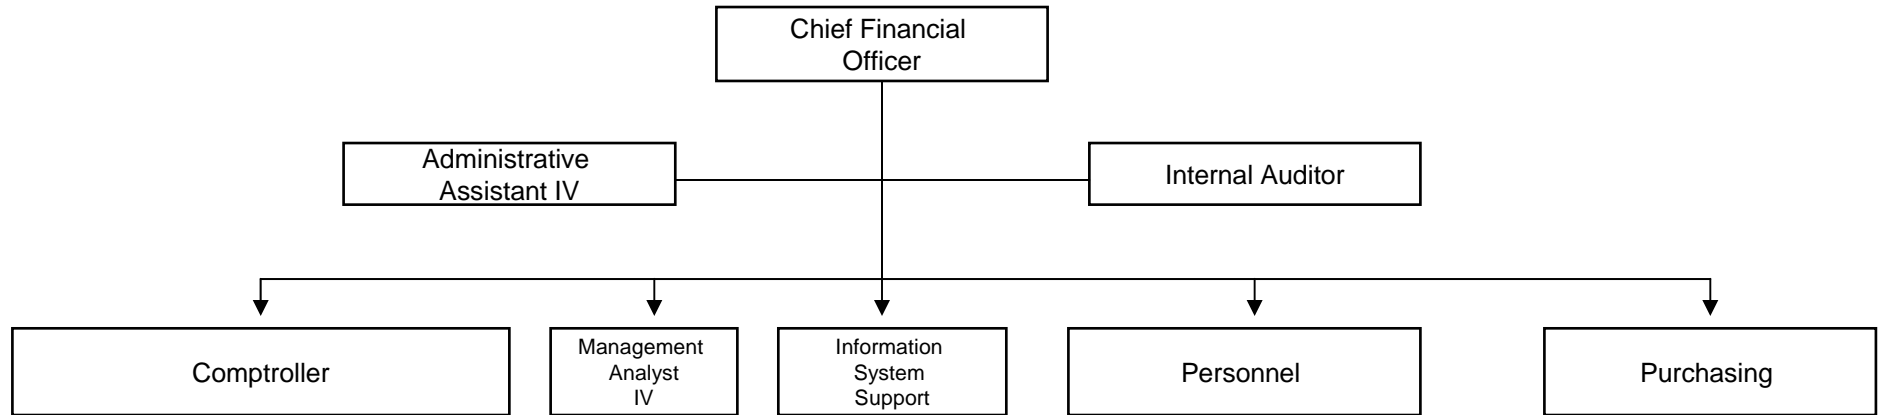 Chief Financial
Officer
Administrative
Assistant IV
Internal Auditor
Comptroller
Management
Analyst
IV
Information
System
Support
Personnel
Purchasing